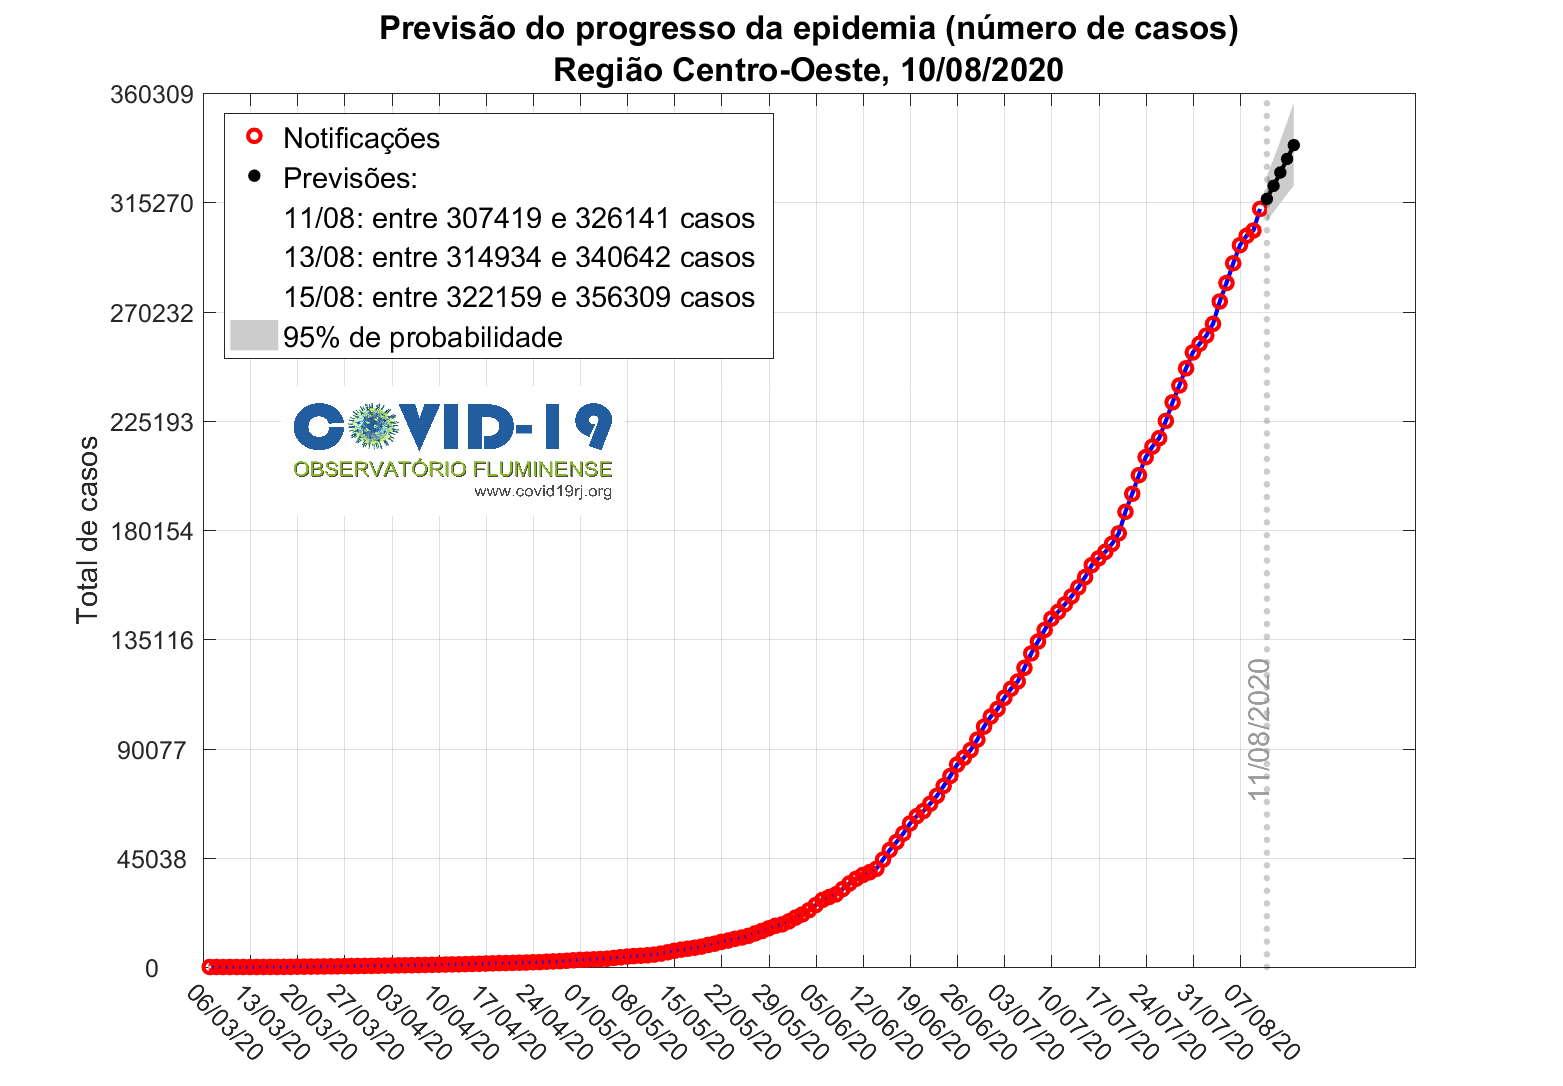 Previsão do progresso da epidemia (número de casos)
Região Centro-Oeste, 10/08/2020
360309
315270
270232
225193
180154
135116
90077
45038
0
Total de casos
Notificações
Previsões:
11/08: entre 307419 e 326141 casos
13/08: entre 314934 e 340642 casos
15/08: entre 322159 e 356309 casos
95% de probabilidade
COVID-19
OBSERVATÓRIO FLUMINENSE
www.covid19rj.org
11/08/2020
06/03/20
13/03/20
20/03/20
27/03/20
03/04/20
10/04/20
17/04/20
24/04/20
01/05/20
08/05/20
15/05/20
22/05/20
29/05/20
05/06/20
12/06/20
19/06/20
26/06/20
03/07/20
10/07/20
17/07/20
24/07/20
31/07/20
07/08/20